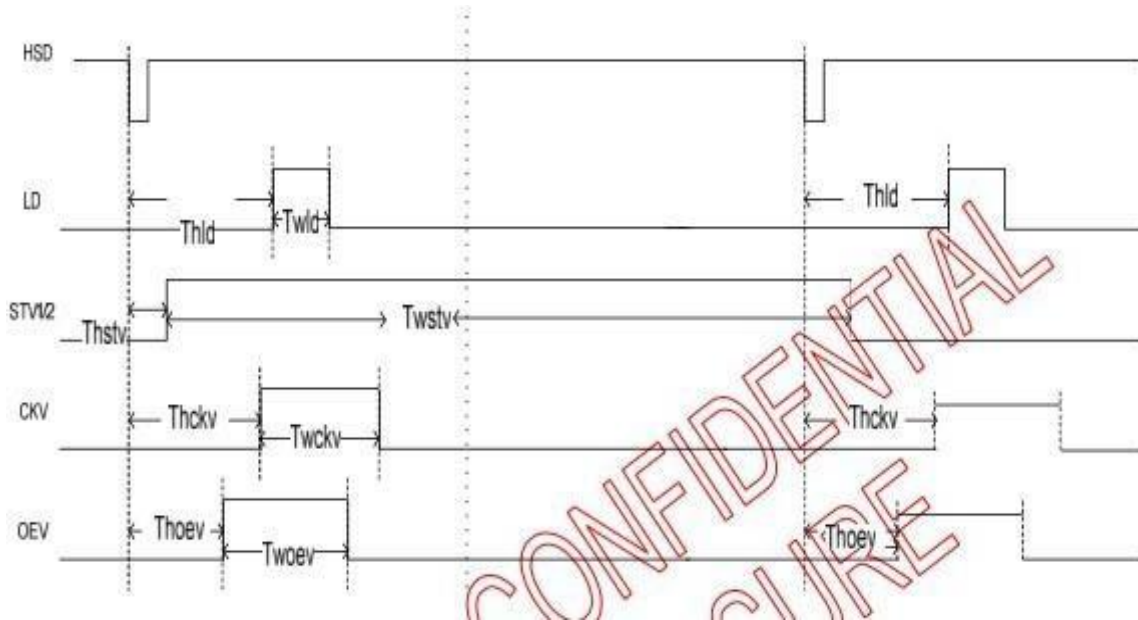 HSD
LD
Thld
Twld
Thld
STV1/2
Thstv
Twstv
CKV
Thckv
Twckv
Thckv
OEV
Thoev
Twoev
Thoev
CONFIDENTIAL